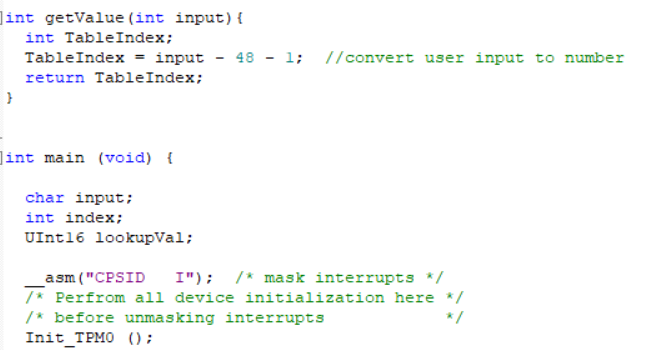 int getValue(int input){
int TableIndex;
TableIndex = input - 48 - 1; //convert user input to number
return TableIndex;
}
int main (void) {
char input;
int index;
UInt16 lookupVal;
__asm("CPSID I"); /* mask interrupts */
/* Perfrom all device initialization here */
/* before unmasking interrupts */
Init_TPM0 ();